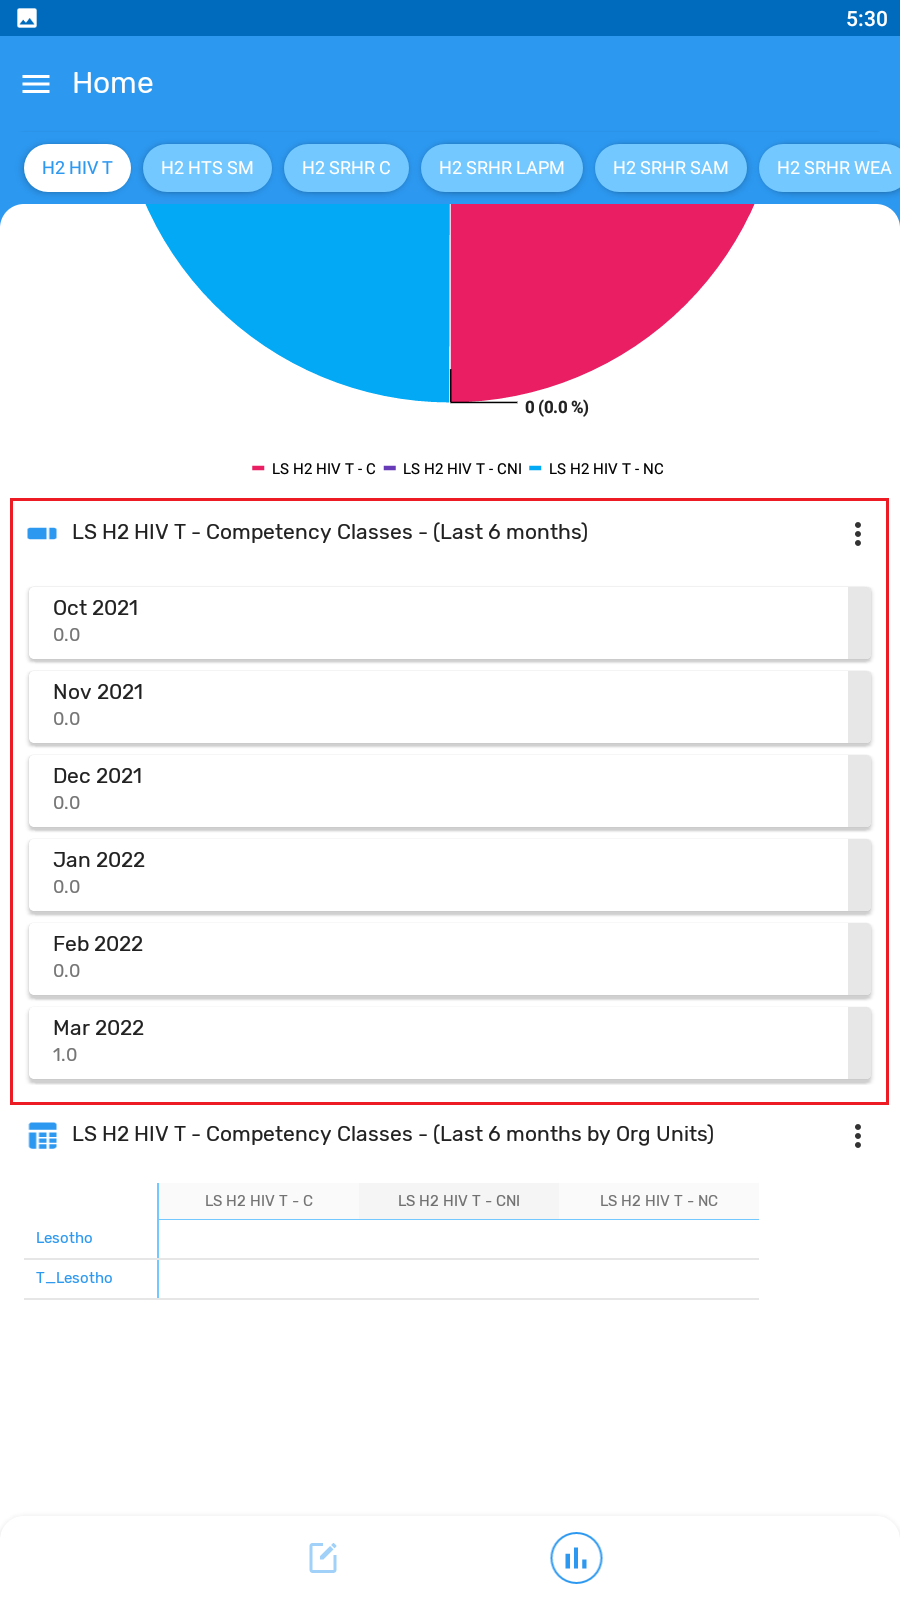 5:30
Home
H2 HIV T
H2 HTS SM
H2 SRHR C
H2 SRHR LAPM
H2 SRHR SAM
H2 SRHR WEA
0 (0.0 %)
LS H2 HIV T - C LS H2 HIV T - CNI LS H2 HIV T - NC
LS H2 HIV T - Competency Classes - (Last 6 months)
Oct 2021
0.0
Nov 2021
0.0
Dec 2021
0.0
Jan 2022
0.0
Feb 2022
0.0
Mar 2022
1.0
LS H2 HIV T - Competency Classes - (Last 6 months by Org Units)
LS H2 HIV T - C LS H2 HIV T - CNI LS H2 HIV T - NC
Lesotho
T_Lesotho